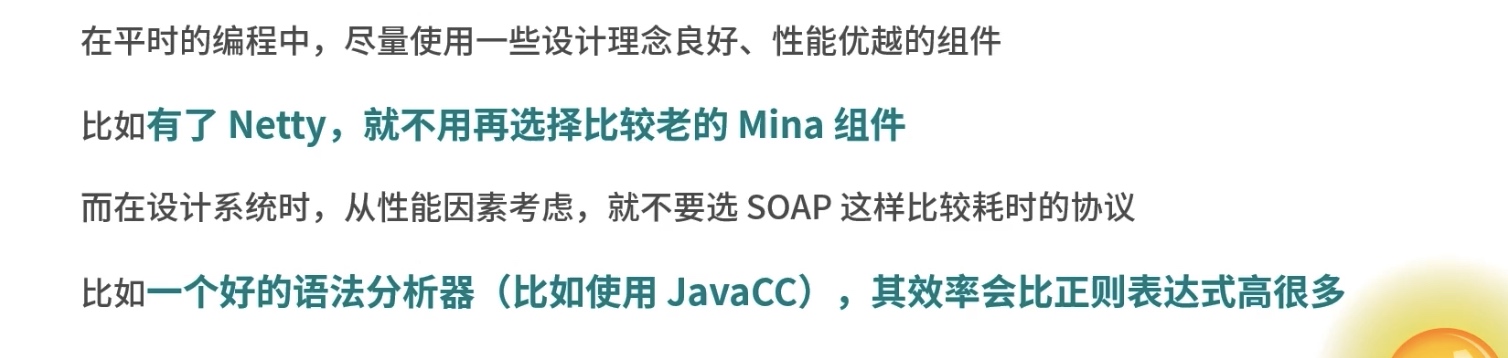 在平时的编程中，尽量使用一些设计理念良好、性能优越的组件
比如有了 Netty，就不用再选择比较老的 Mina 组件
而在设计系统时，从性能因素考虑，就不要选 SOAP 这样比较耗时的协议
比如一个好的语法分析器（比如使用 JavaCC），其效率会比正则表达式高很多